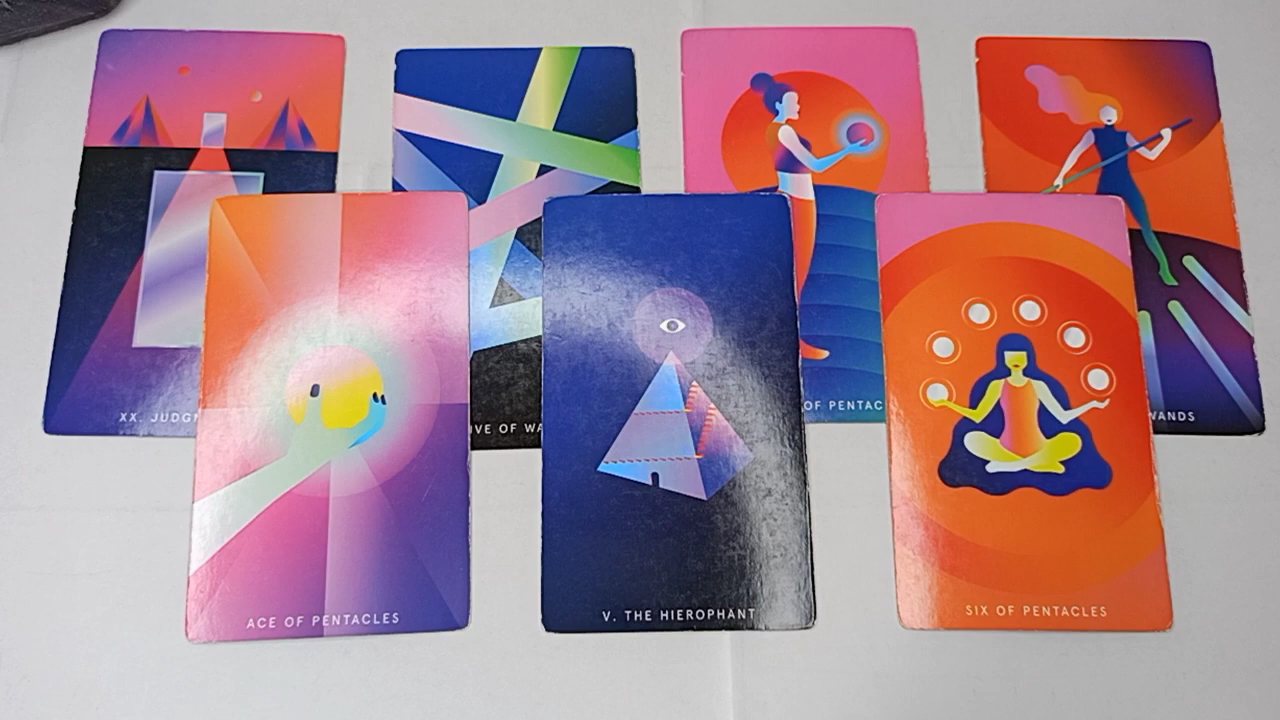 XX. JUDG
IVE OF WA
OF PENTAC
WANDS
ACE OF PENTACLES
V. THE HIEROPHANT
SIX OF PENTACLES